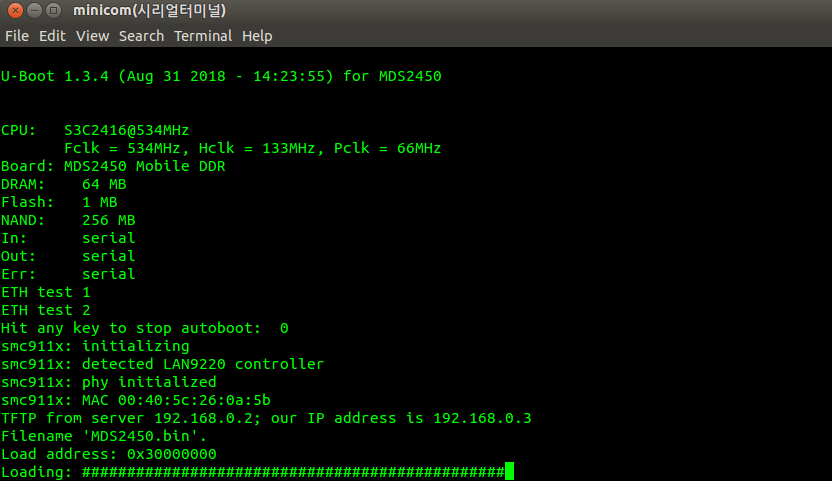 minicom(시리얼터미널)
File Edit View Search Terminal Help
U-Boot 1.3.4 (Aug 31 2018 - 14:23:55) for MDS2450
CPU:   S3C2416@534MHz
       Fclk = 534MHz, Hclk = 133MHz, Pclk = 66MHz
Board: MDS2450 Mobile DDR
DRAM:    64 MB
Flash:   1 MB
NAND:    256 MB
In:      serial
Out:     serial
Err:     serial
ETH test 1
ETH test 2
Hit any key to stop autoboot:  0
smc911x: initializing
smc911x: detected LAN9220 controller
smc911x: phy initialized
smc911x: MAC 00:40:5c:26:0a:5b
TFTP from server 192.168.0.2; our IP address is 192.168.0.3
Filename 'MDS2450.bin'.
Load address: 0x30000000
Loading: ###############################################